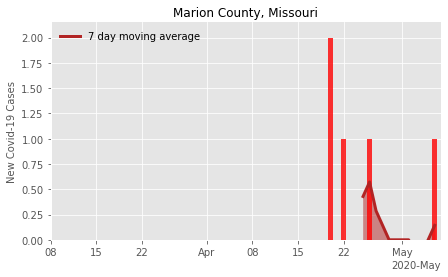 Marion County, Missouri
7 day moving average
New Covid-19 Cases
2.00
1.75
1.50
1.25
1.00
0.75
0.50
0.25
0.00
08 15 22 Apr 08 15 22 May
2020-May